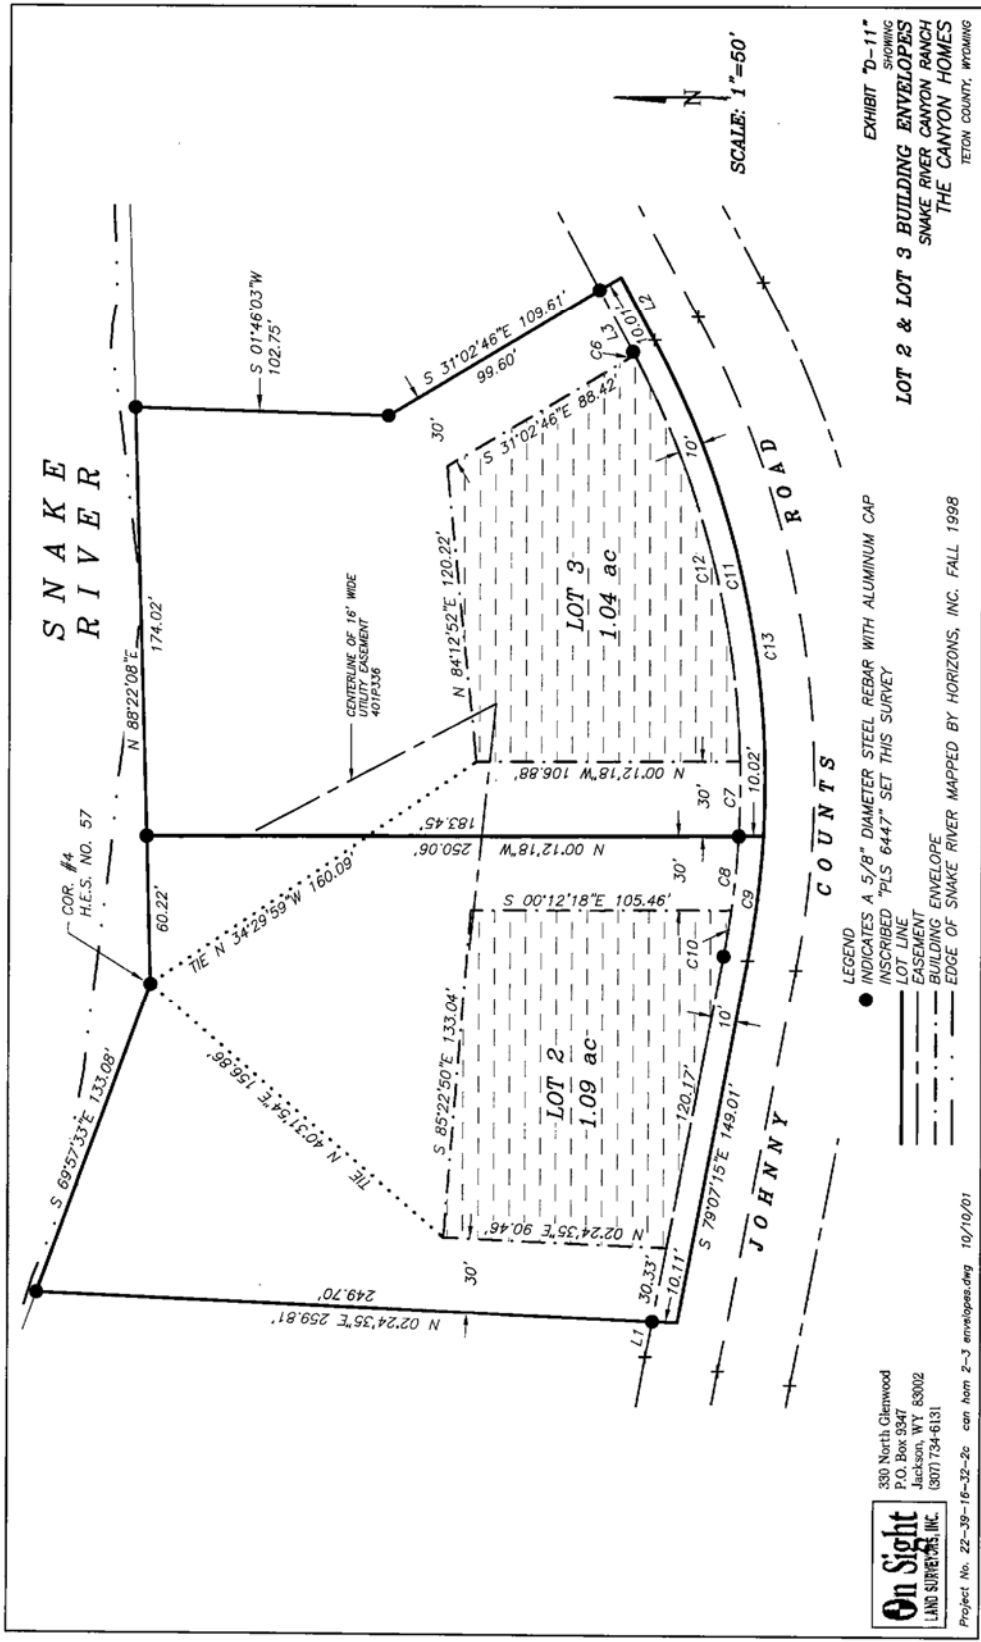 SNAKE
RIVER
COR. #4
H.E.S. NO. 57
S 69°57'33"E 133.08'
60.22'
N 88°22'08"E
174.02'
S 01°46'03"W
102.75'
S 31°02'46"E 109.61'
99.60'
30'
CENTERLINE OF 16' WIDE
UTILITY EASEMENT
401P336
TIE N 34°29'59"W 160.09
TIE N 40°31'54"E 156.86'
N 02°24'35"E 259.81'
249.70'
30'
S 85°22'50"E 133.04'
N 02°24'35"E 90.46'
LOT 2
1.09 ac
S 00°12'18"E 105.46'
30'
N 00°12'18"W 250.06'
183.45'
30'
N 00°12'18"W 106.88'
N 84°12'52"E 120.22'
S 31°02'46"E 88.42'
LOT 3
1.04 ac
C6
L3
10.01'
L2
10'
C12
C11
C13
C7
10.02'
C8
C9
C10
10'
120.17'
S 79°07'15"E 149.01'
30.33'
10.11'
L1
JOHNNY COUNTS ROAD
N
SCALE: 1"=50'
LEGEND
INDICATES A 5/8" DIAMETER STEEL REBAR WITH ALUMINUM CAP
INSCRIBED "PLS 6447" SET THIS SURVEY
LOT LINE
EASEMENT
BUILDING ENVELOPE
EDGE OF SNAKE RIVER MAPPED BY HORIZONS, INC. FALL 1998
EXHIBIT "D-11"
SHOWING
LOT 2 & LOT 3 BUILDING ENVELOPES
SNAKE RIVER CANYON RANCH
THE CANYON HOMES
TETON COUNTY, WYOMING
On Sight
LAND SURVEYORS, INC.
330 North Glenwood
P.O. Box 9347
Jackson, WY 83002
(307) 734-6131
Project No. 22-39-16-32-2c can hom 2-3 envelopes.dwg 10/10/01